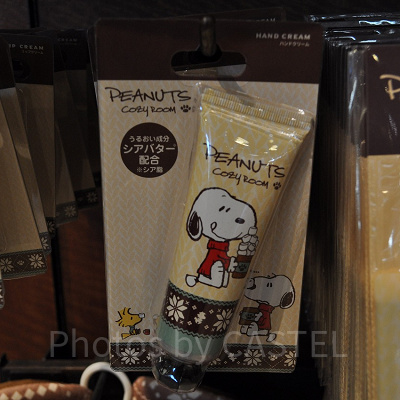 HAND CREAM
ハンドクリーム
PEANUTS
COZY ROOM
うるおい成分
シアバター
配合
※シア脂
PEANUTS
COZY ROOM
Photos by CASTEL